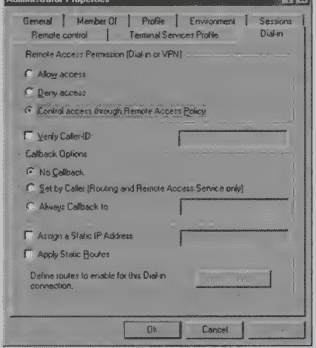 Administrator Properties
General Member Of Profile Environment Sessions
Remote control Terminal Services Profile Dial-in
Remote Access Permission (Dial-in or VPN)
Allow access
Deny access
Control access through Remote Access Policy
Verify Caller-ID:
Callback Options
No Callback
Set by Caller (Routing and Remote Access Service only)
Always Callback to
Assign a Static IP Address
Apply Static Routes
Define routes to enable for this Dial-in
connection.
Ok Cancel